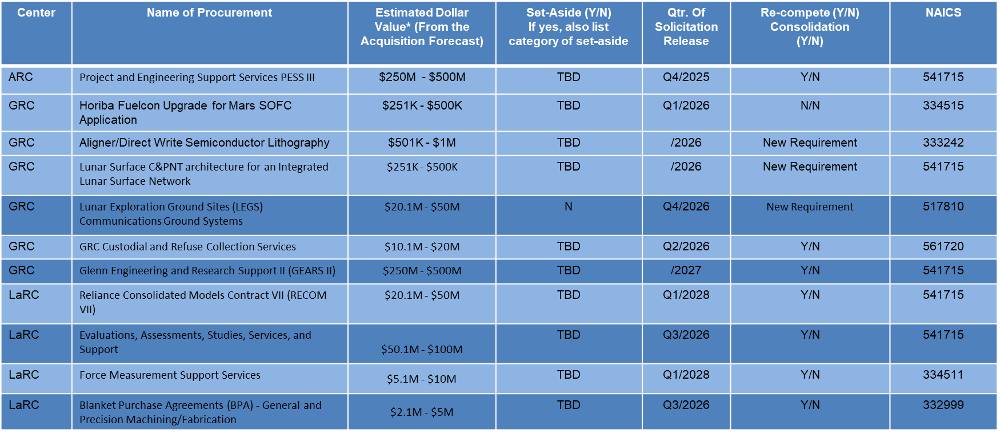 Center
Name of Procurement
Estimated Dollar
Value* (From the
Acquisition Forecast)
Set-Aside (Y/N)
If yes, also list
category of set-aside
Qtr. Of
Solicitation
Release
Re-compete (Y/N)
Consolidation
(Y/N)
NAICS
ARC
Project and Engineering Support Services PESS III
$250M - $500M
TBD
Q4/2025
Y/N
541715
GRC
Horiba Fuelcon Upgrade for Mars SOFC
Application
$251K - $500K
TBD
Q1/2026
N/N
334515
GRC
Aligner/Direct Write Semiconductor Lithography
$501K - $1M
TBD
/2026
New Requirement
333242
GRC
Lunar Surface C&PNT architecture for an Integrated
Lunar Surface Network
$251K - $500K
TBD
/2026
New Requirement
541715
GRC
Lunar Exploration Ground Sites (LEGS)
Communications Ground Systems
$20.1M - $50M
N
Q4/2026
New Requirement
517810
GRC
GRC Custodial and Refuse Collection Services
$10.1M - $20M
TBD
Q2/2026
Y/N
561720
GRC
Glenn Engineering and Research Support II (GEARS II)
$250M - $500M
TBD
/2027
Y/N
541715
LaRC
Reliance Consolidated Models Contract VII (RECOM
VII)
$20.1M - $50M
TBD
Q1/2028
Y/N
541715
LaRC
Evaluations, Assessments, Studies, Services, and
Support
$50.1M - $100M
TBD
Q3/2026
Y/N
541715
LaRC
Force Measurement Support Services
$5.1M - $10M
TBD
Q1/2028
Y/N
334511
LaRC
Blanket Purchase Agreements (BPA) - General and
Precision Machining/Fabrication
$2.1M - $5M
TBD
Q3/2026
Y/N
332999